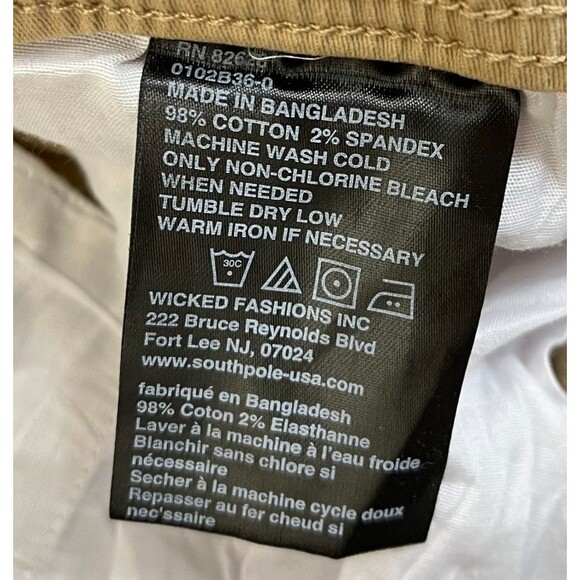 RN 826
0102B36-0
MADE IN BANGLADESH
98% COTTON 2% SPANDEX
MACHINE WASH COLD
ONLY NON-CHLORINE BLEACH
WHEN NEEDED
TUMBLE DRY LOW
WARM IRON IF NECESSARY
30C
WICKED FASHIONS INC
222 Bruce Reynolds Blvd
Fort Lee NJ, 07024
www.southpole-usa.com
fabriqué en Bangladesh
98% Coton 2% Elasthanne
Laver à la machine à l'eau froide
Blanchir sans chlore si
nécessaire
Secher à la machine cycle doux
Repasser au fer cheud si
nec'ssaire